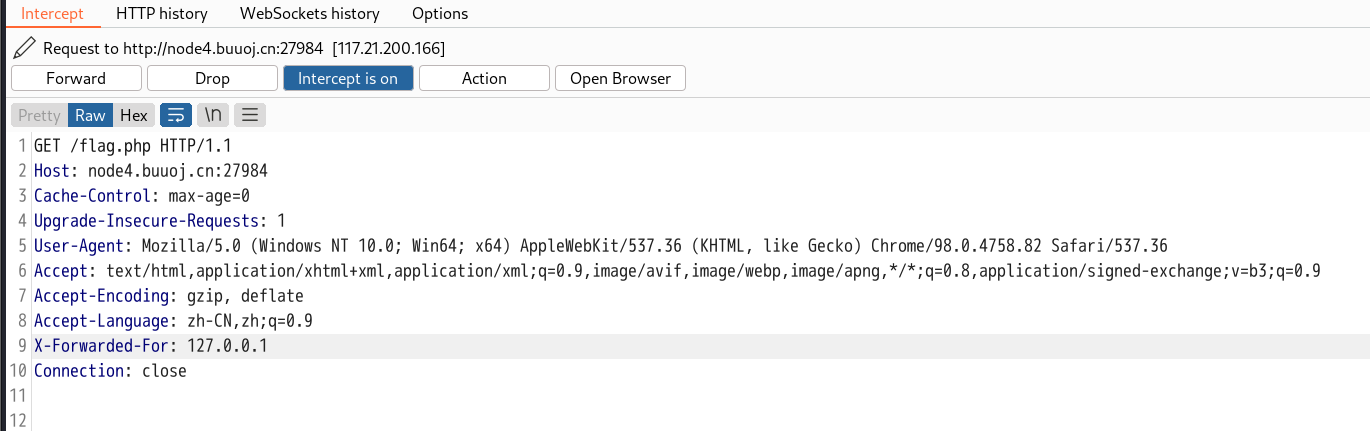 Intercept HTTP history WebSockets history Options
Request to http://node4.buuoj.cn:27984 [117.21.200.166]
Forward Drop Intercept is on Action Open Browser
Pretty Raw Hex \n
1 GET /flag.php HTTP/1.1
2 Host: node4.buuoj.cn:27984
3 Cache-Control: max-age=0
4 Upgrade-Insecure-Requests: 1
5 User-Agent: Mozilla/5.0 (Windows NT 10.0; Win64; x64) AppleWebKit/537.36 (KHTML, like Gecko) Chrome/98.0.4758.82 Safari/537.36
6 Accept: text/html,application/xhtml+xml,application/xml;q=0.9,image/avif,image/webp,image/apng,*/*;q=0.8,application/signed-exchange;v=b3;q=0.9
7 Accept-Encoding: gzip, deflate
8 Accept-Language: zh-CN,zh;q=0.9
9 X-Forwarded-For: 127.0.0.1
10 Connection: close
11
12